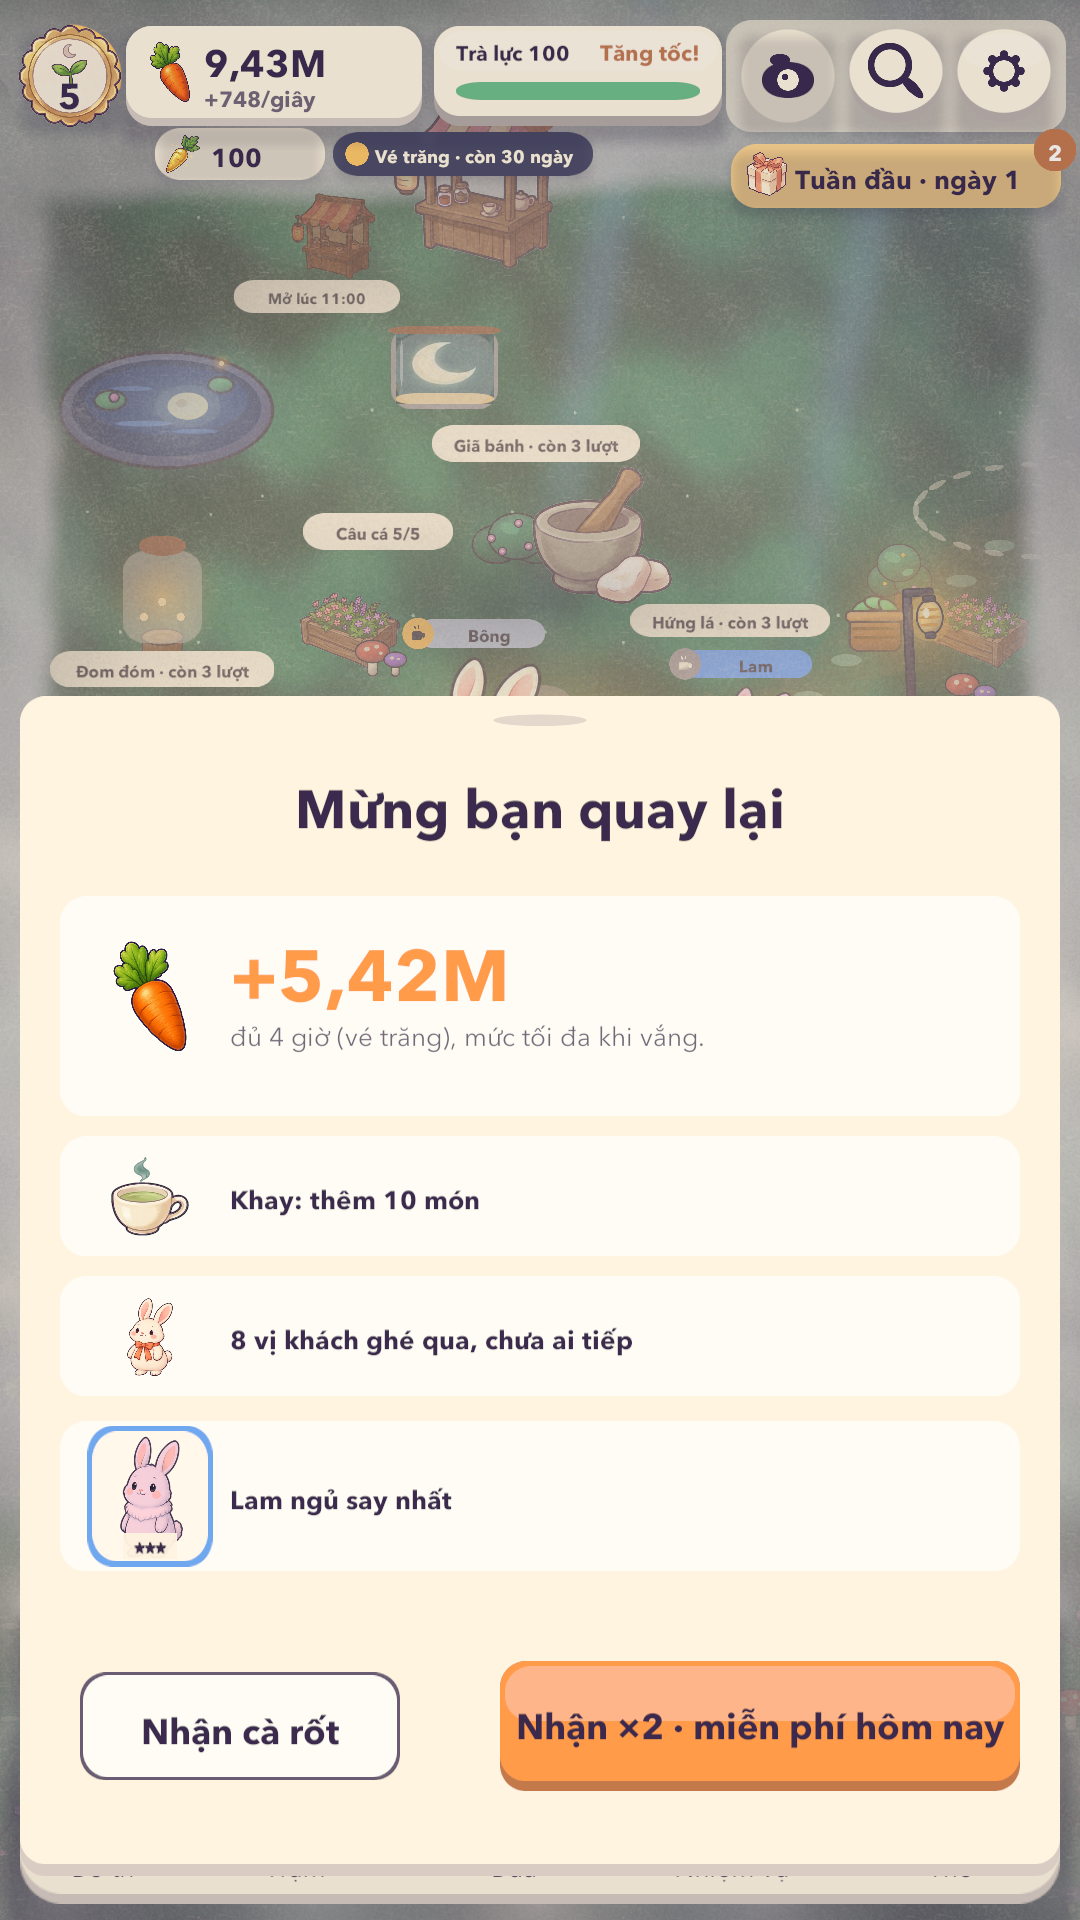 5
9,43M
+748/giây
Trà lực 100
Tăng tốc!
100
Vé trăng · còn 30 ngày
2
Tuần đầu · ngày 1
Mở lúc 11:00
Giã bánh · còn 3 lượt
Câu cá 5/5
Hứng lá · còn 3 lượt
Bông
Lam
Đom đóm · còn 3 lượt
Mừng bạn quay lại
+5,42M
đủ 4 giờ (vé trăng), mức tối đa khi vắng.
Khay: thêm 10 món
8 vị khách ghé qua, chưa ai tiếp
Lam ngủ say nhất
Nhận cà rốt
Nhận ×2 · miễn phí hôm nay